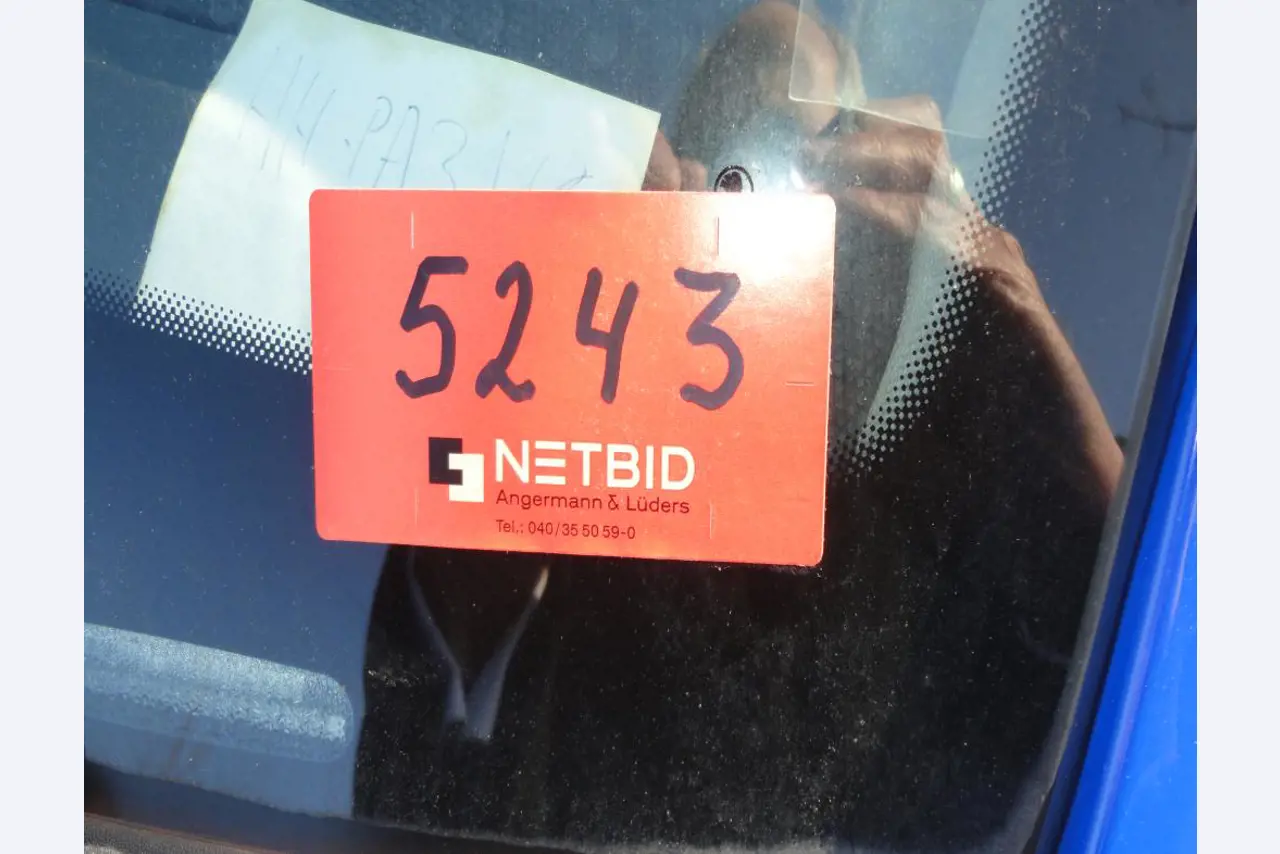 5243
NETBID
Angermann & Lüders
Tel.: 040/35 50 59-0